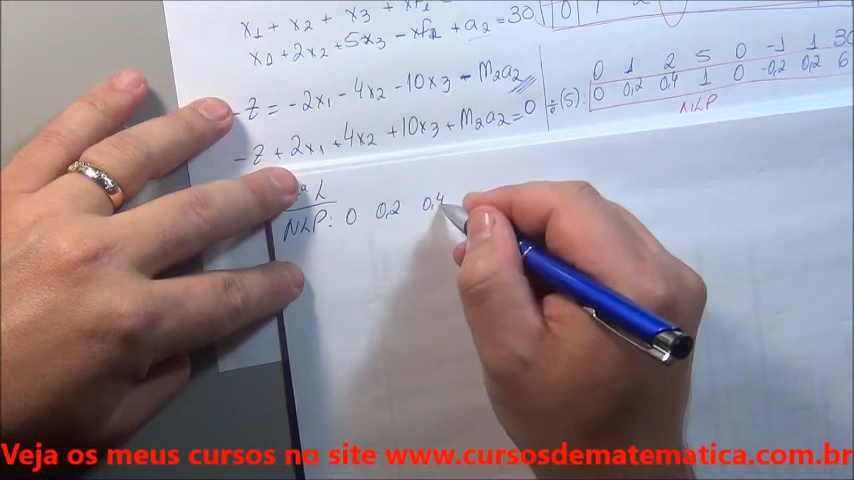 x1 + x2 + x3 +
x1 + 2x2 + 5x3 - xf2 + a2 = 30
0 1 2 5 0 -1 1 30
÷(5): 0 0,2 0,4 1 0 -0,2 0,2 6
NLP
-Z = -2x1 - 4x2 - 10x3 - M2a2
-Z + 2x1 + 4x2 + 10x3 + M2a2 = 0
ª L
NLP: 0 0,2 0,4
Veja os meus cursos no site www.cursosdematematica.com.br